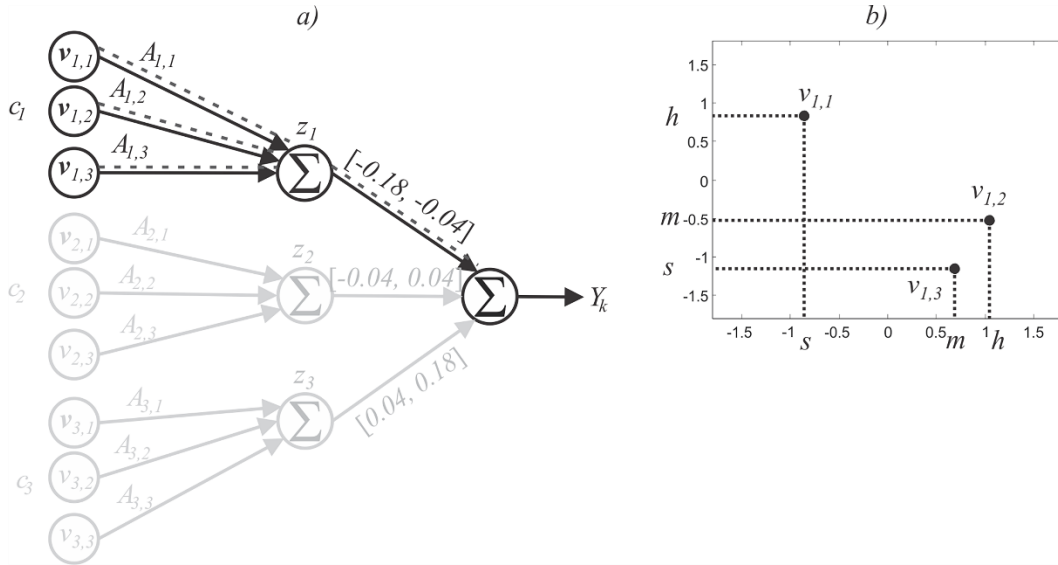 a)
c1
v1,1
v1,2
v1,3
A1,1
A1,2
A1,3
z1
Σ
[-0.18, -0.04]
c2
v2,1
v2,2
v2,3
A2,1
A2,2
A2,3
z2
Σ
[-0.04, 0.04]
Σ
Yk
c3
v3,1
v3,2
v3,3
A3,1
A3,2
A3,3
z3
Σ
[0.04, 0.18]
b)
1.5
1
h
0.5
0
m -0.5
-1
s
-1.5
v1,1
v1,2
v1,3
-1.5 -1 -0.5 0 0.5 1 1.5
s m h